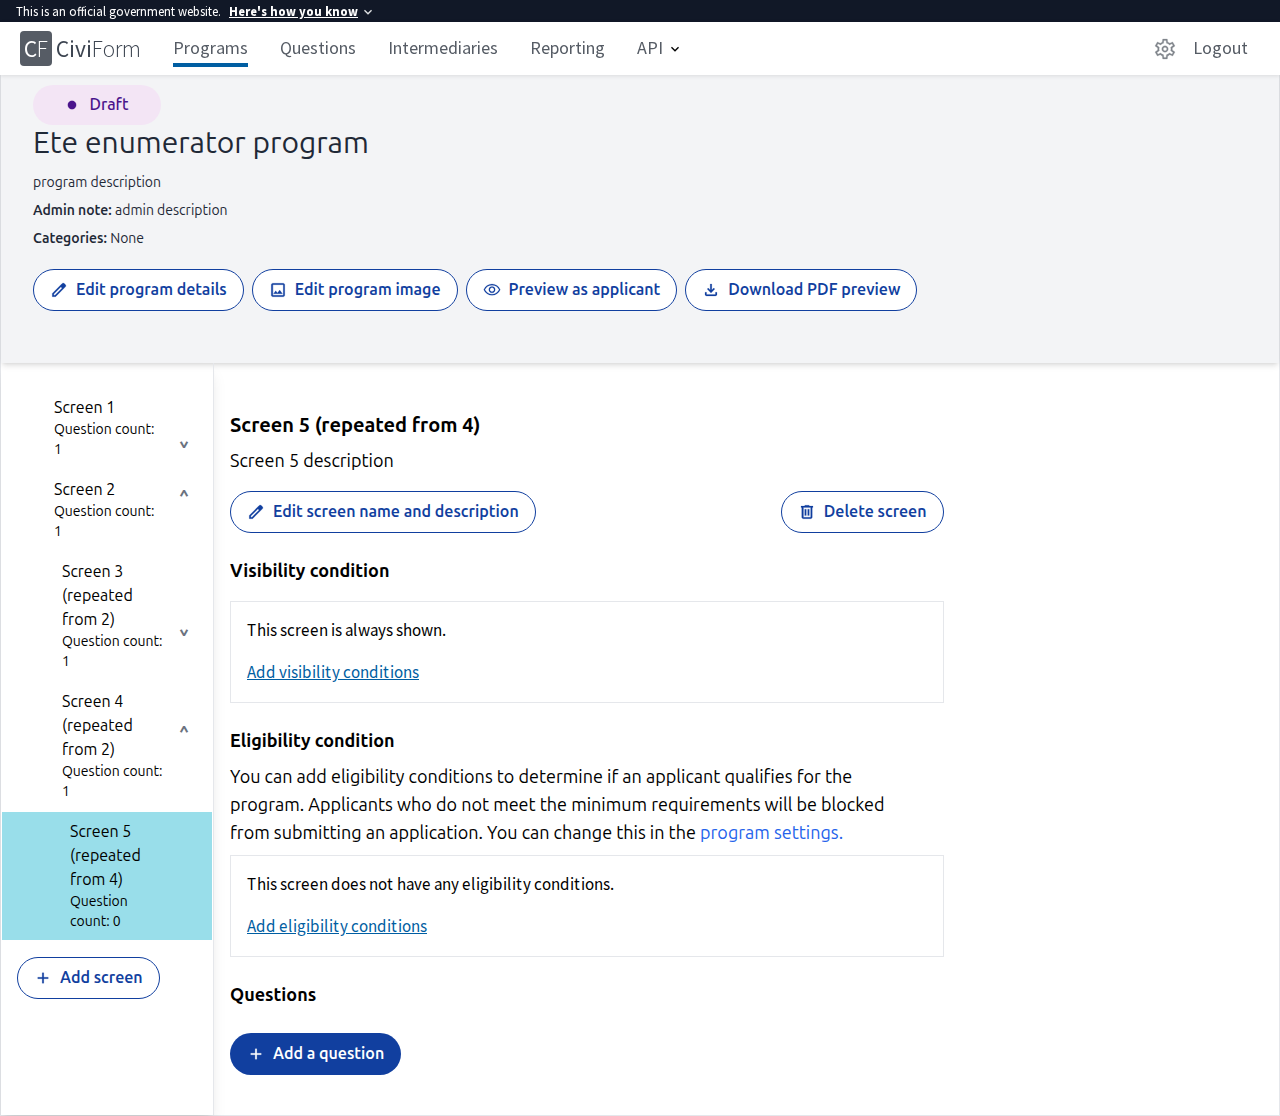 This is an official government website. Here's how you know
CF CiviForm Programs Questions Intermediaries Reporting API Logout
Draft
Ete enumerator program
program description
Admin note: admin description
Categories: None
Edit program details Edit program image Preview as applicant Download PDF preview
Screen 1
Question count:
1
Screen 2
Question count:
1
Screen 3
(repeated
from 2)
Question count:
1
Screen 4
(repeated
from 2)
Question count:
1
Screen 5
(repeated
from 4)
Question
count: 0
Add screen
Screen 5 (repeated from 4)
Screen 5 description
Edit screen name and description Delete screen
Visibility condition
This screen is always shown.
Add visibility conditions
Eligibility condition
You can add eligibility conditions to determine if an applicant qualifies for the
program. Applicants who do not meet the minimum requirements will be blocked
from submitting an application. You can change this in the program settings.
This screen does not have any eligibility conditions.
Add eligibility conditions
Questions
Add a question